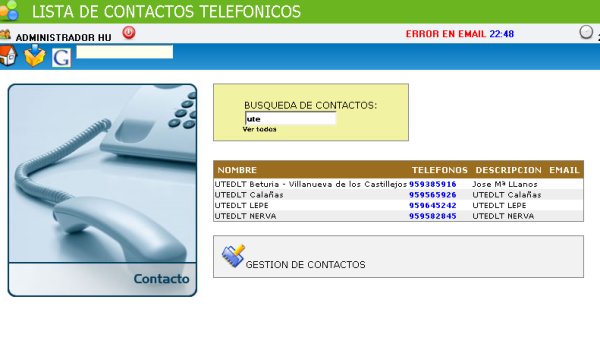 LISTA DE CONTACTOS TELEFONICOS
ADMINISTRADOR HU
ERROR EN EMAIL 22:48
G
BUSQUEDA DE CONTACTOS:
ute
Ver todos
NOMBRE TELEFONOS DESCRIPCION EMAIL
UTEDLT Beturia - Villanueva de los Castillejos 959385916 Jose Mª LLanos
UTEDLT Calañas 959565926 UTEDLT Calañas
UTEDLT LEPE 959645242 UTEDLT LEPE
UTEDLT NERVA 959582845 UTEDLT NERVA
Contacto
GESTION DE CONTACTOS